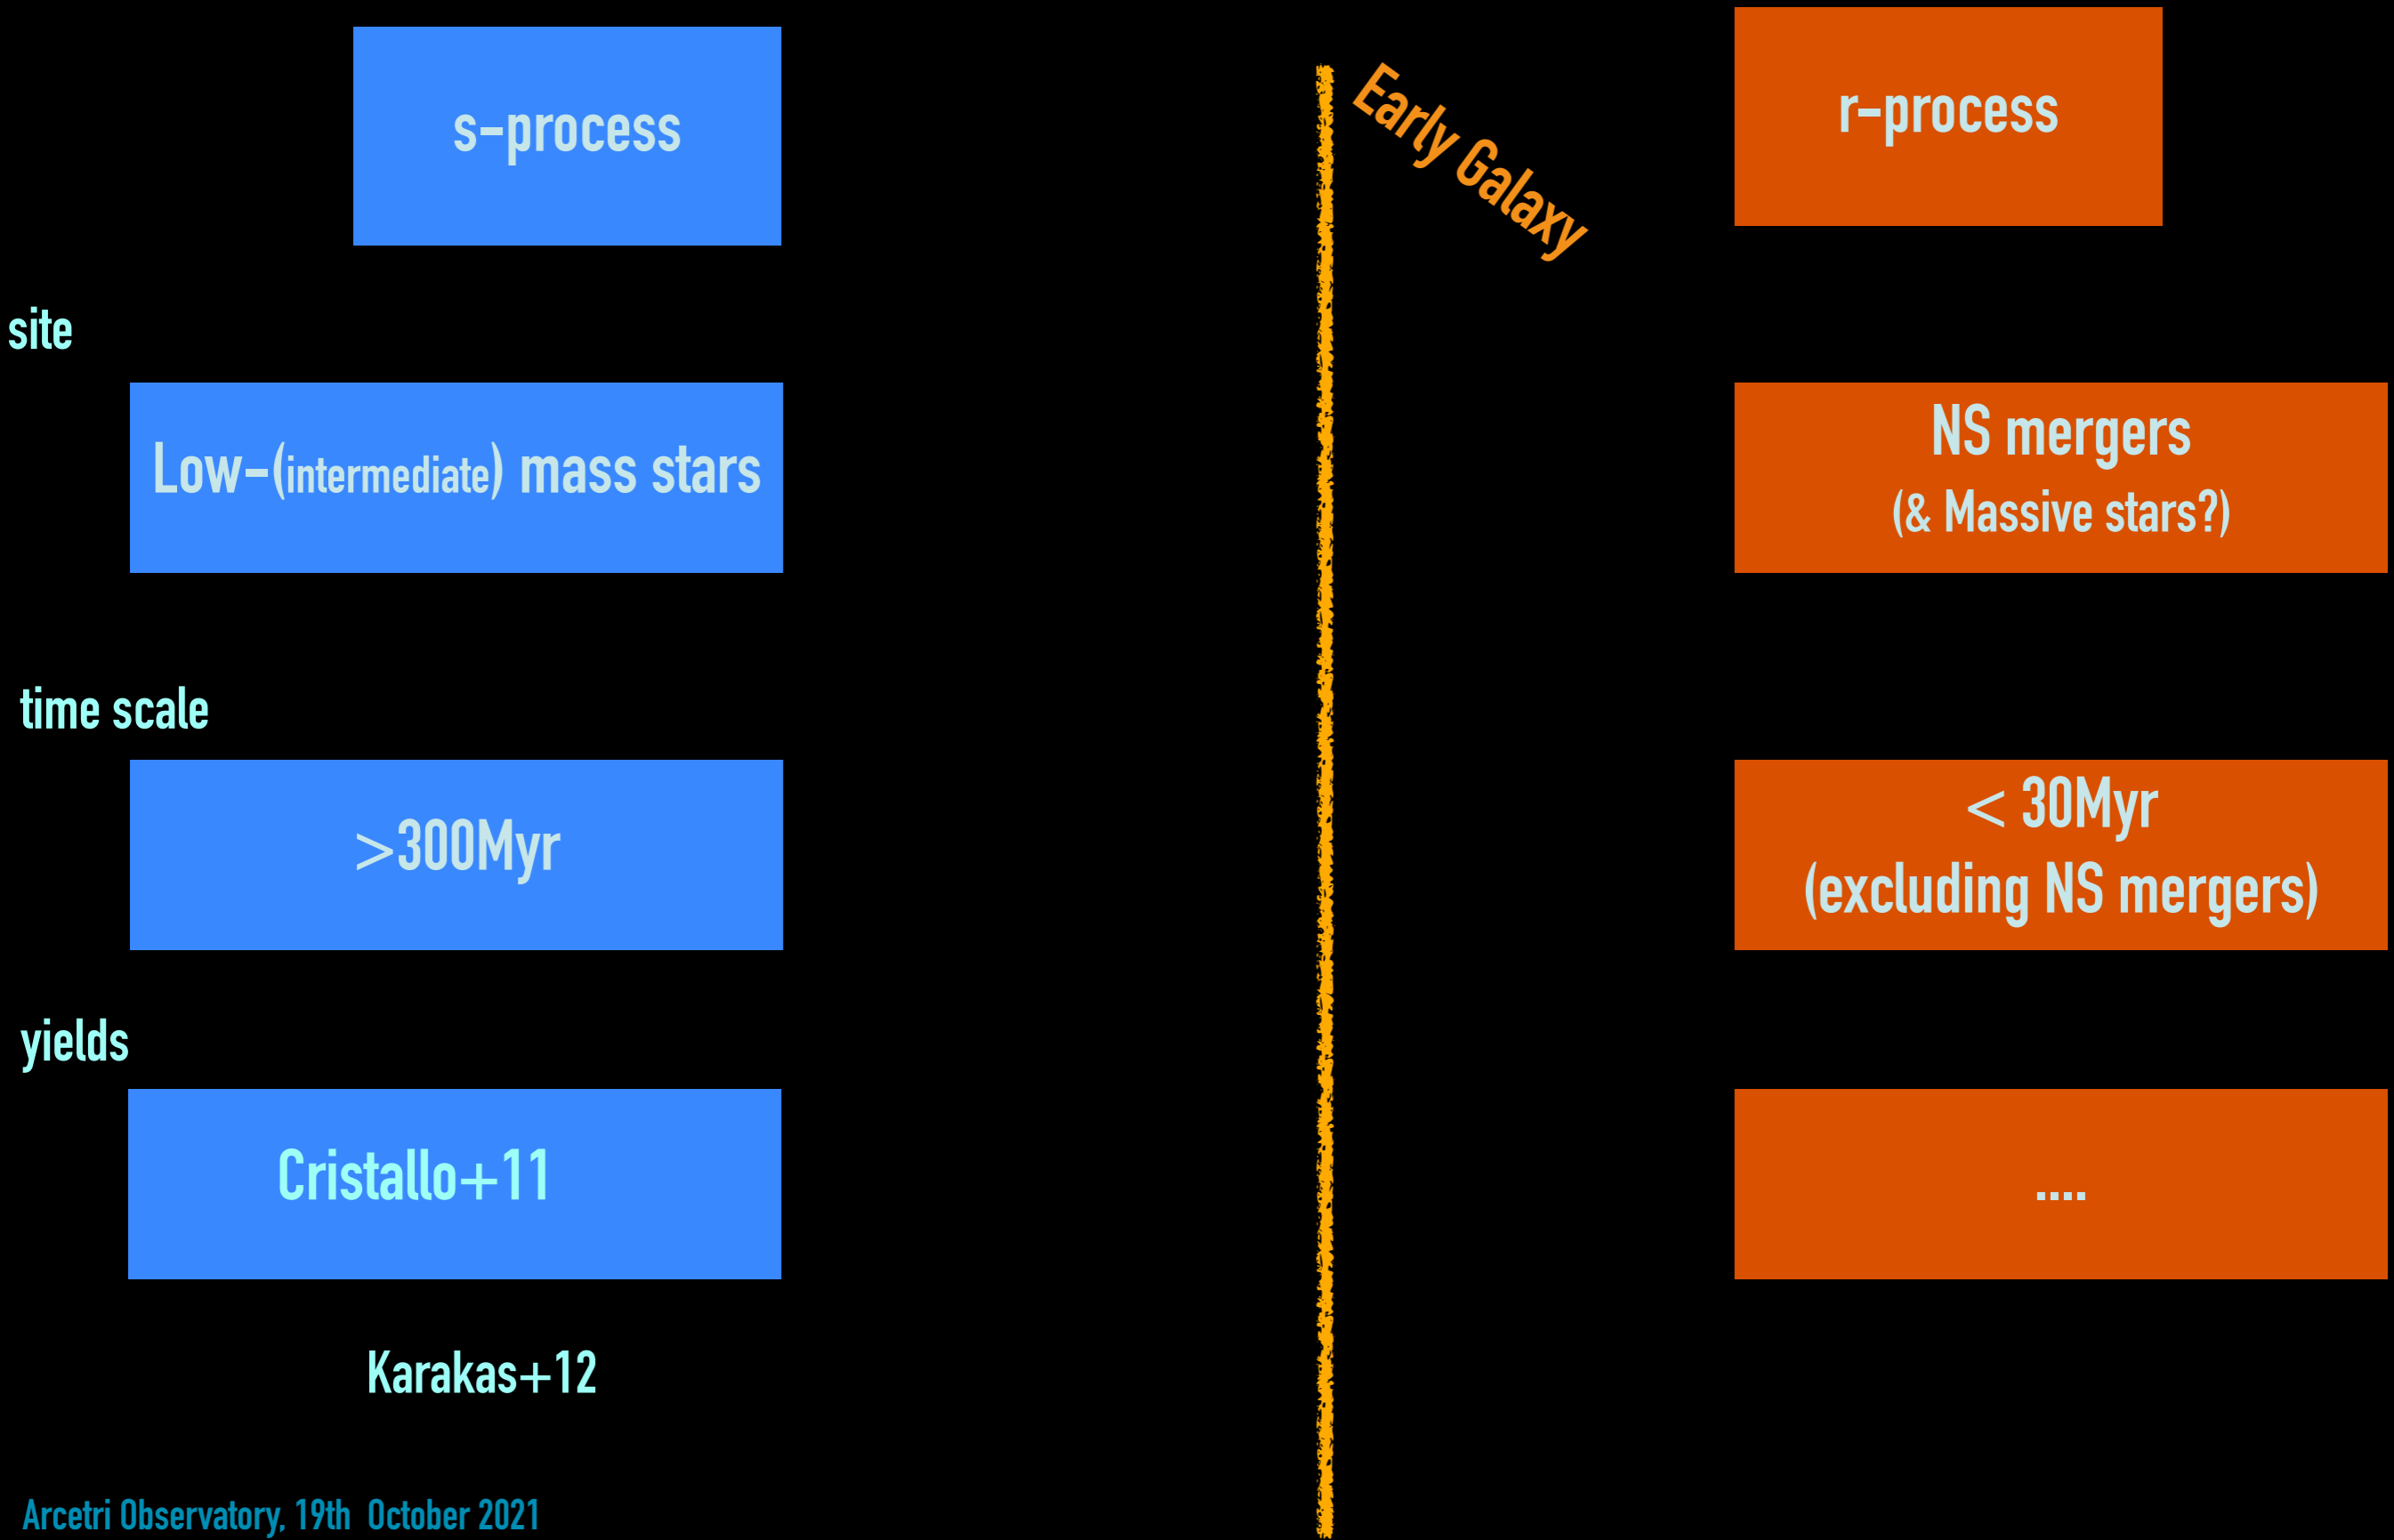 s-process
Early Galaxy
r-process
site
Low-(intermediate) mass stars
NS mergers
(& Massive stars?)
time scale
>300Myr
< 30Myr
(excluding NS mergers)
yields
Cristallo+11
....
Karakas+12
Arcetri Observatory, 19th October 2021